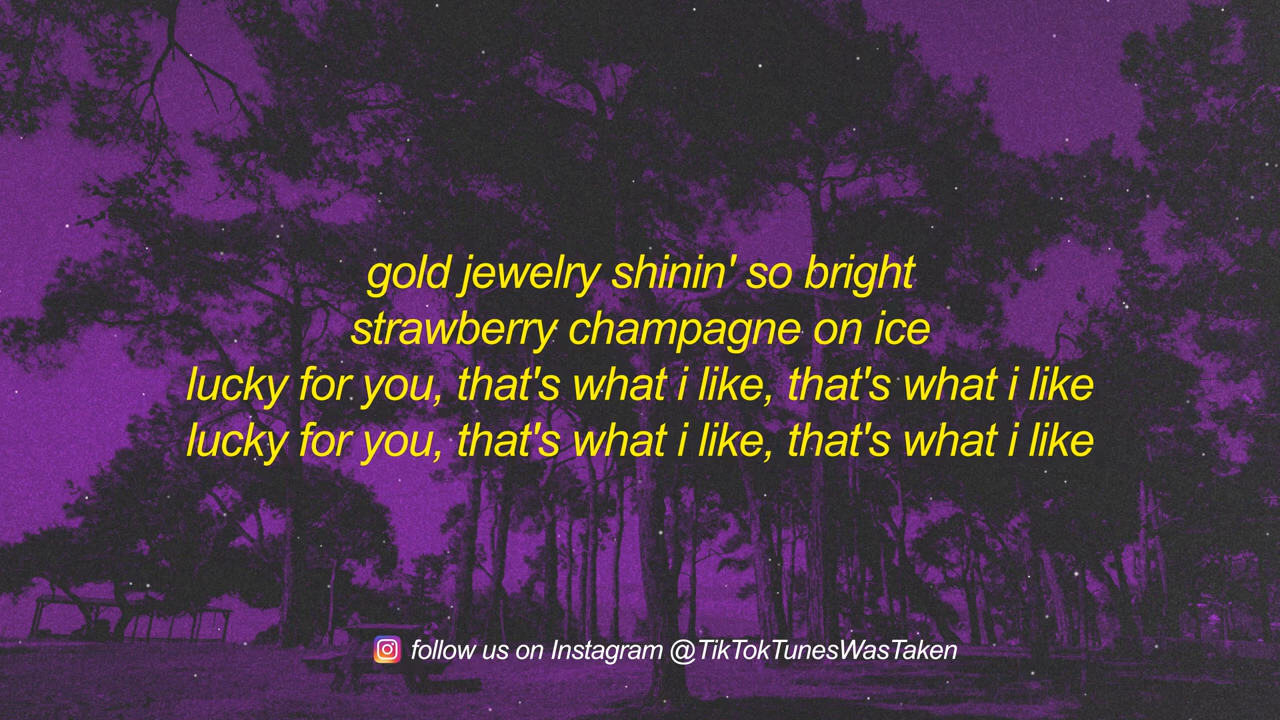 gold jewelry shinin' so bright
strawberry champagne on ice
lucky for you, that's what i like, that's what i like
lucky for you, that's what i like, that's what i like
follow us on Instagram @TikTokTunesWasTaken